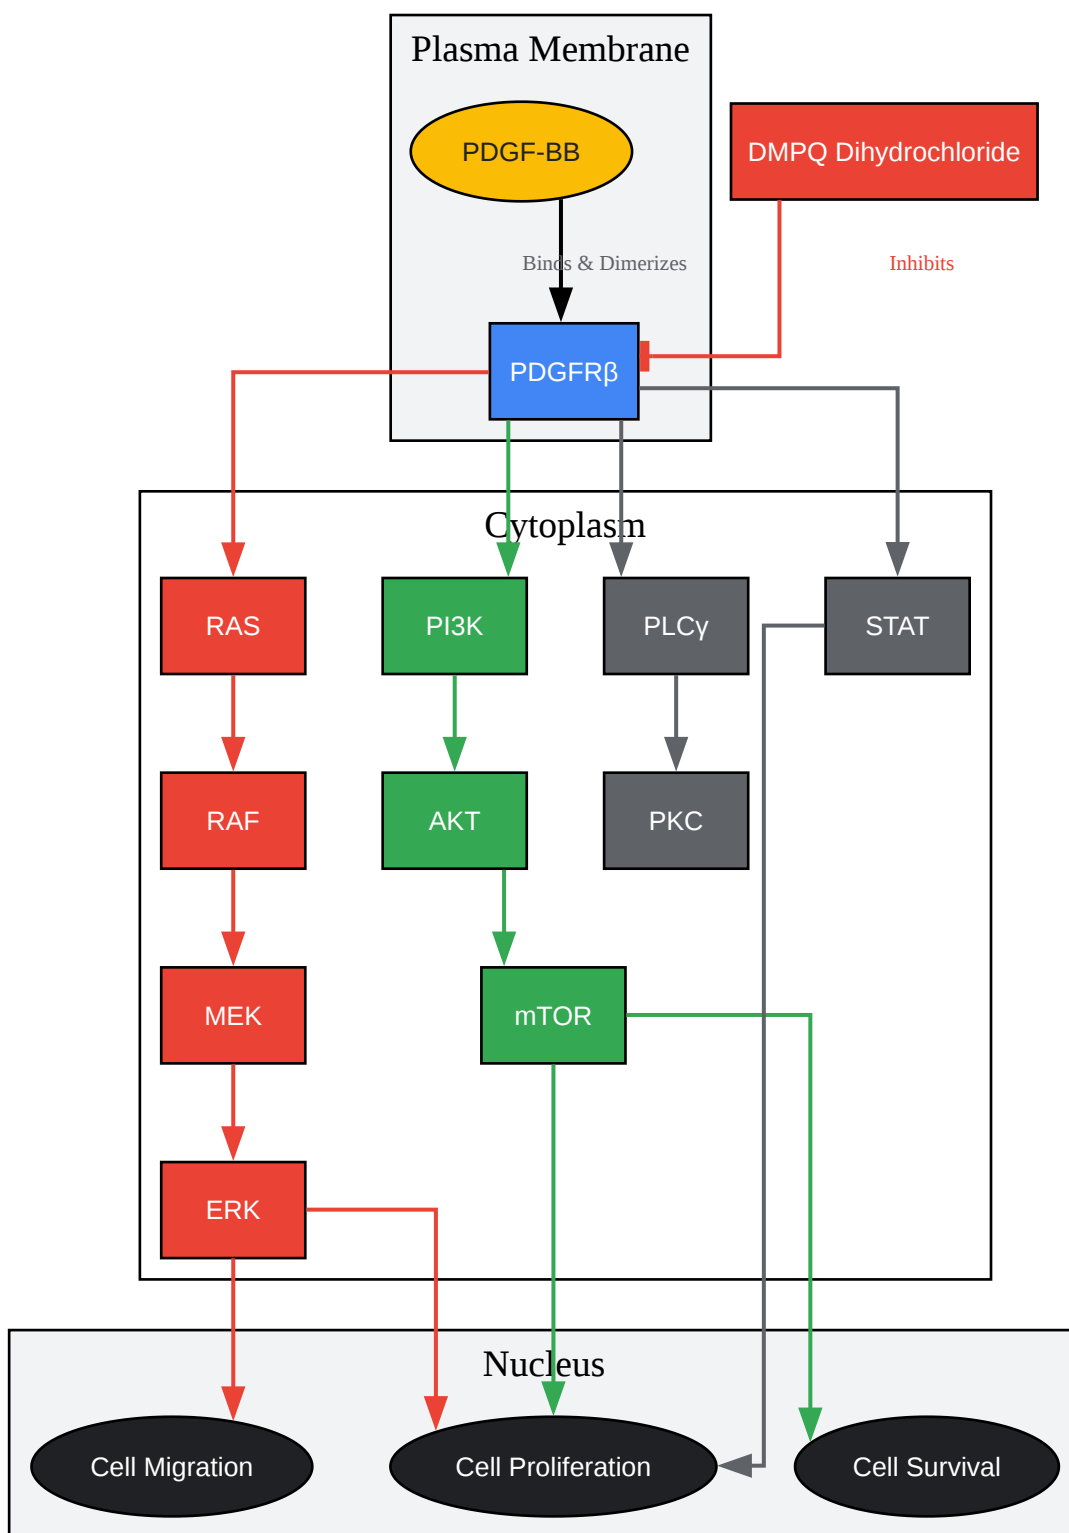 Plasma Membrane
PDGF-BB
DMPQ Dihydrochloride
Binds & Dimerizes
Inhibits
PDGFRβ
Cytoplasm
RAS
PI3K
PLCγ
STAT
RAF
AKT
PKC
MEK
mTOR
ERK
Nucleus
Cell Migration
Cell Proliferation
Cell Survival